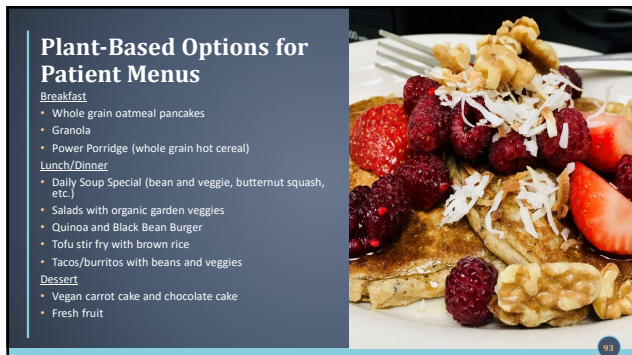 Plant-Based Options for
Patient Menus
Breakfast
• Whole grain oatmeal pancakes
• Granola
• Power Porridge (whole grain hot cereal)
Lunch/Dinner
• Daily Soup Special (bean and veggie, butternut squash,
etc.)
• Salads with organic garden veggies
• Quinoa and Black Bean Burger
• Tofu stir fry with brown rice
• Tacos/burritos with beans and veggies
Dessert
• Vegan carrot cake and chocolate cake
• Fresh fruit
93